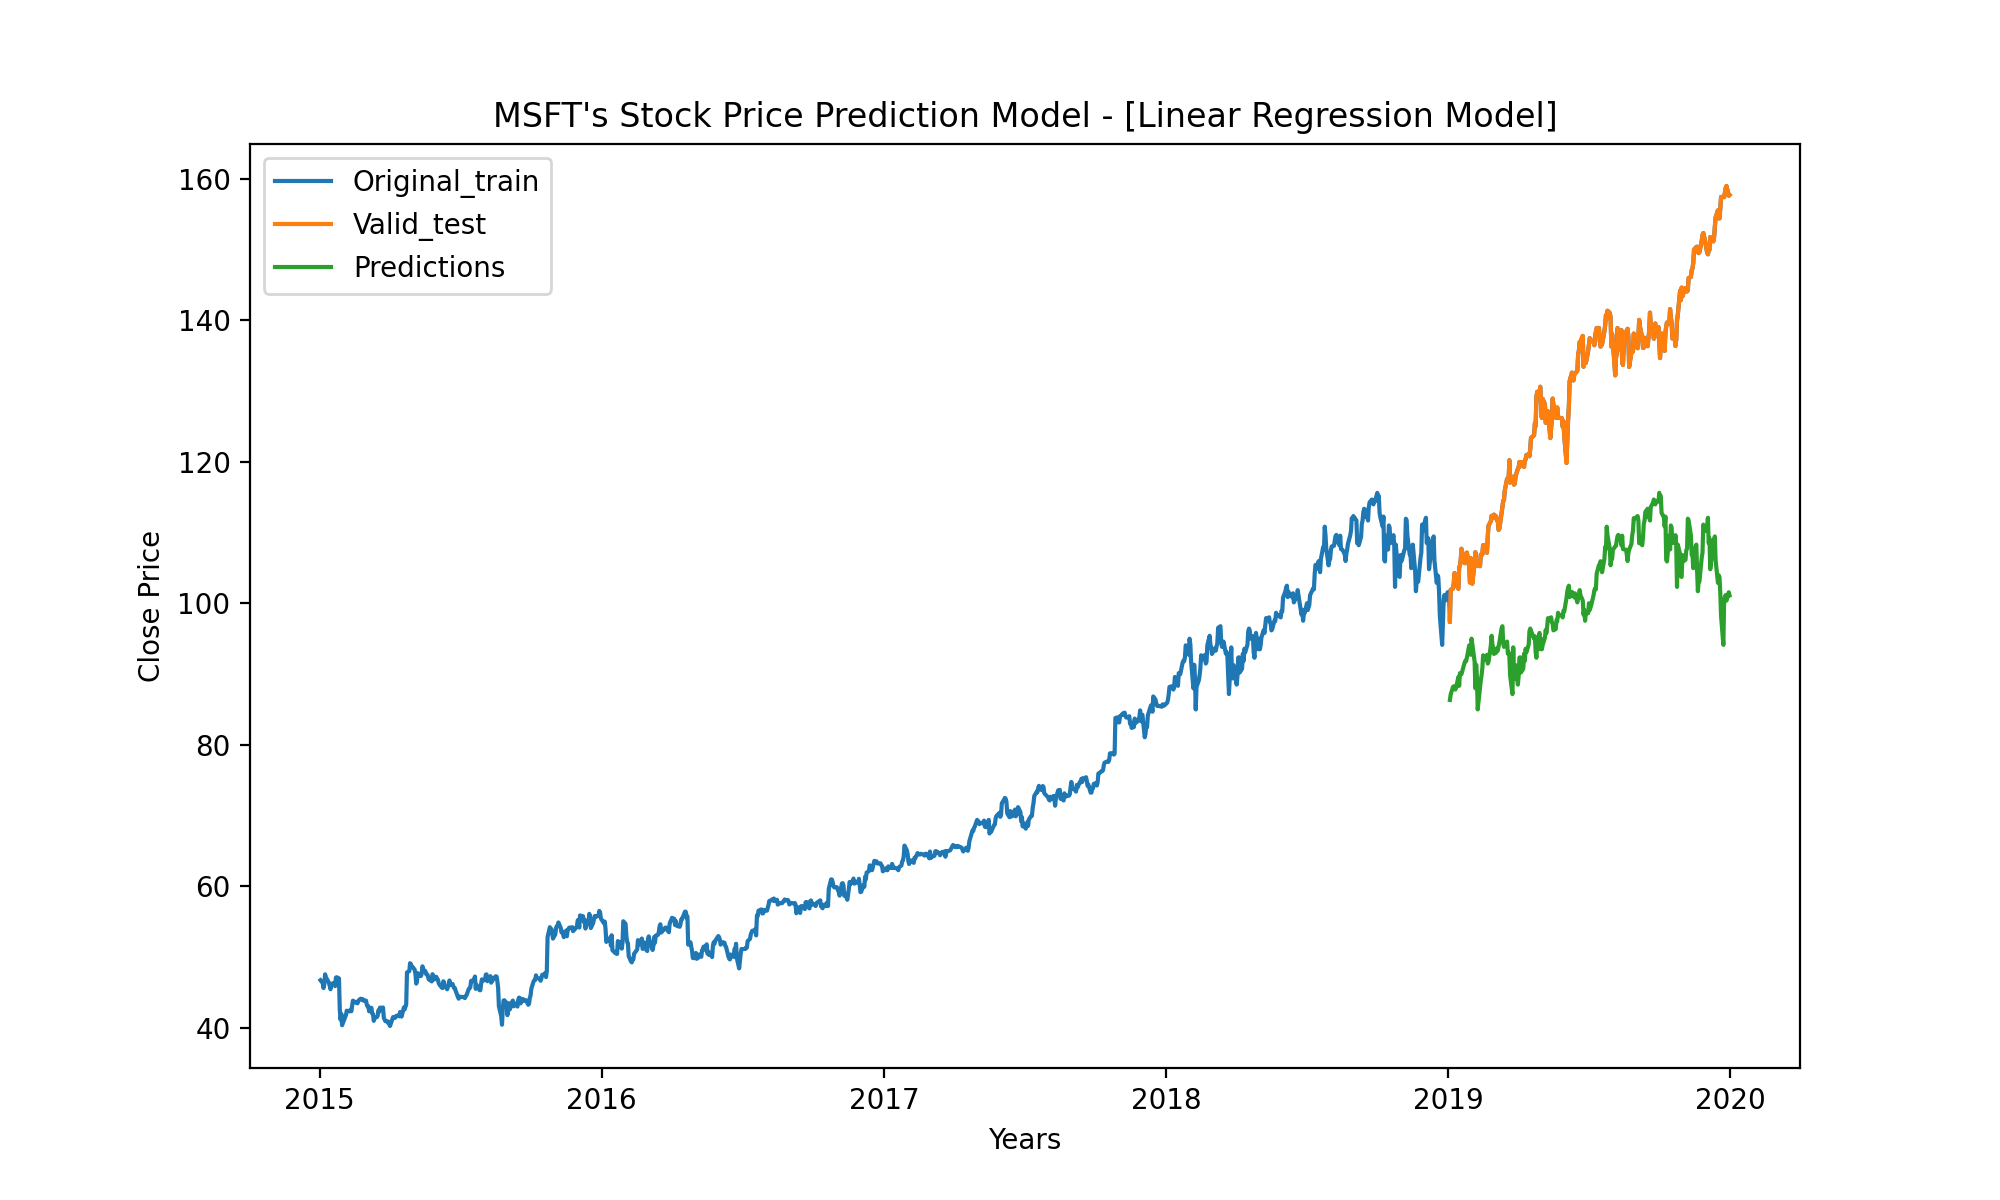 MSFT's Stock Price Prediction Model - [Linear Regression Model]
Original_train
Valid_test
Predictions
160
140
120
100
80
60
40
Close Price
2015 2016 2017 2018 2019 2020
Years